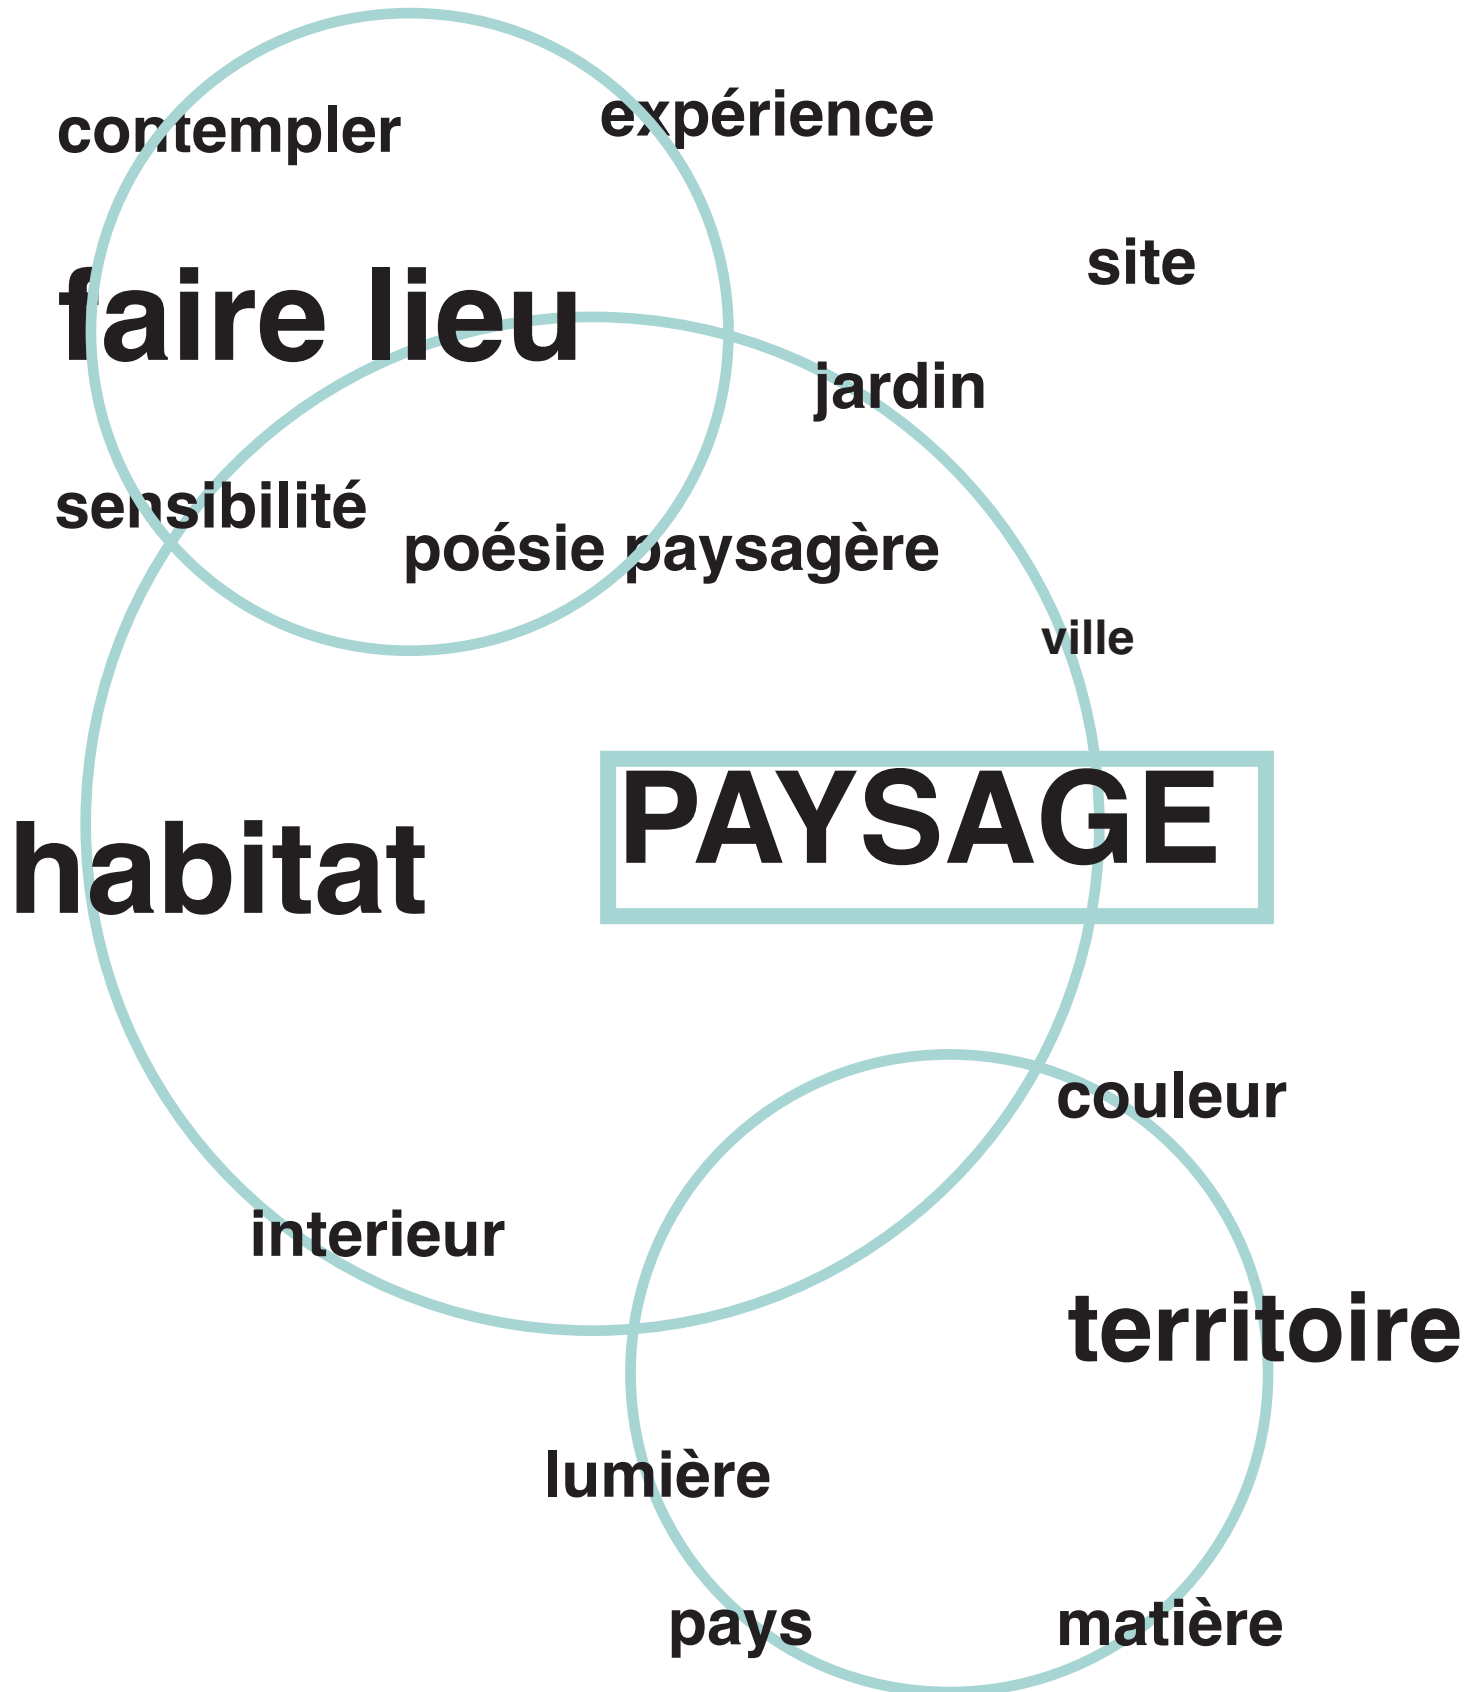 contempler
expérience
site
faire lieu
jardin
sensibilité
poésie paysagère
ville
PAYSAGE
habitat
couleur
interieur
territoire
lumière
pays
matière